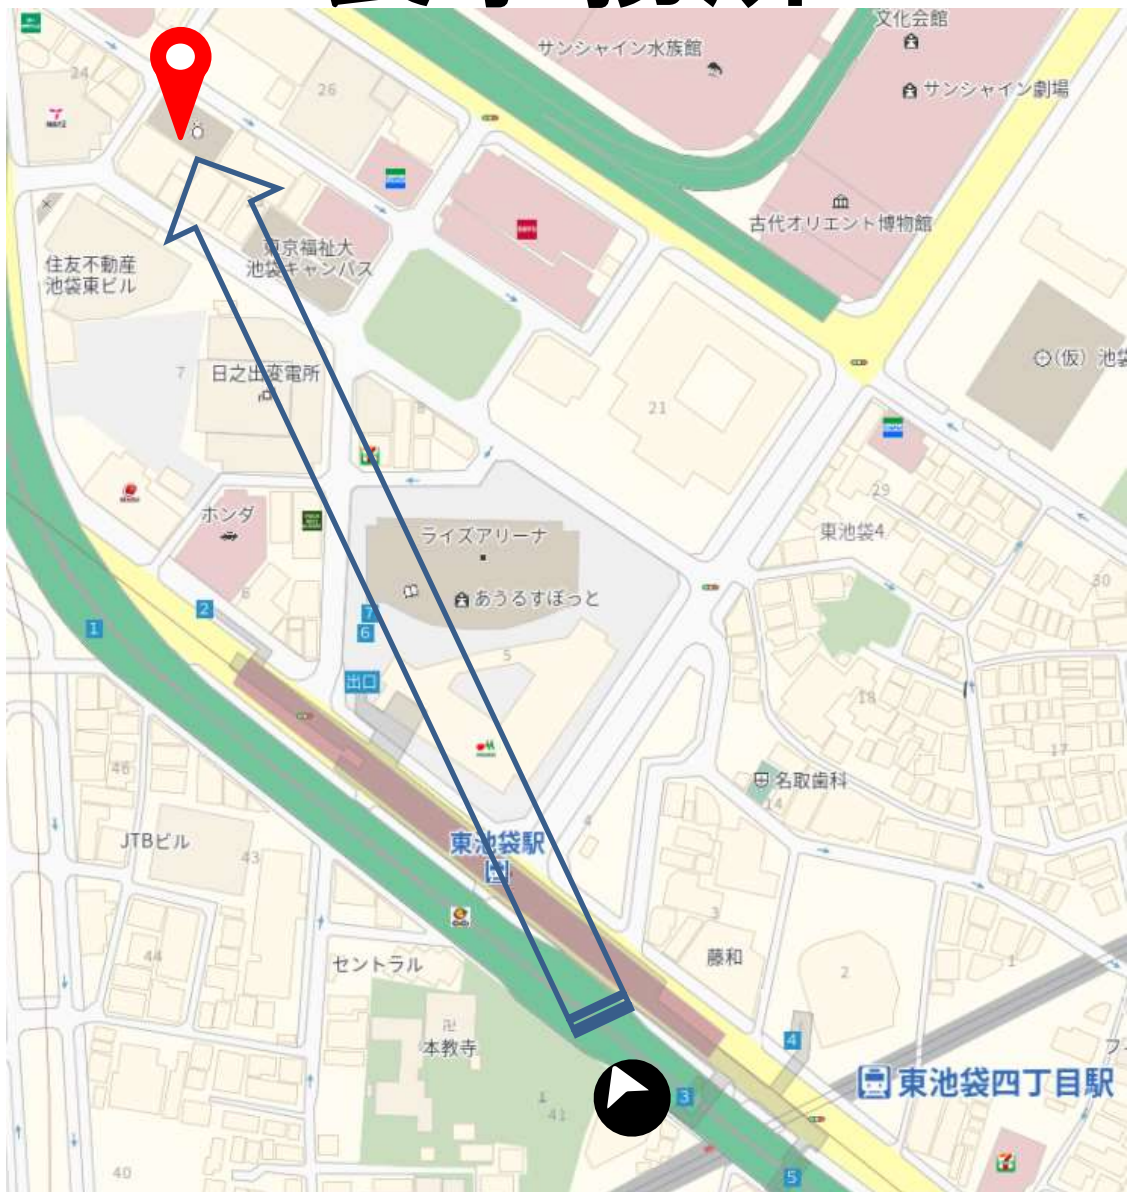 文化会館
サンシャイン水族館
サンシャイン劇場
24
26
古代オリエント博物館
東京福祉大
池袋キャンパス
住友不動産
池袋東ビル
(仮) 池袋
7
日之出変電所
8
21
29
ホンダ
ライズアリーナ
東池袋4
30
あうるすぽっと
6
2
7
6
1
5
出口
18
17
46
名取歯科
14
JTBビル
43
東池袋駅
4
3
44
セントラル
藤和
2
1
卍
本教寺
4
フ
東池袋四丁目駅
3
1
41
40
5